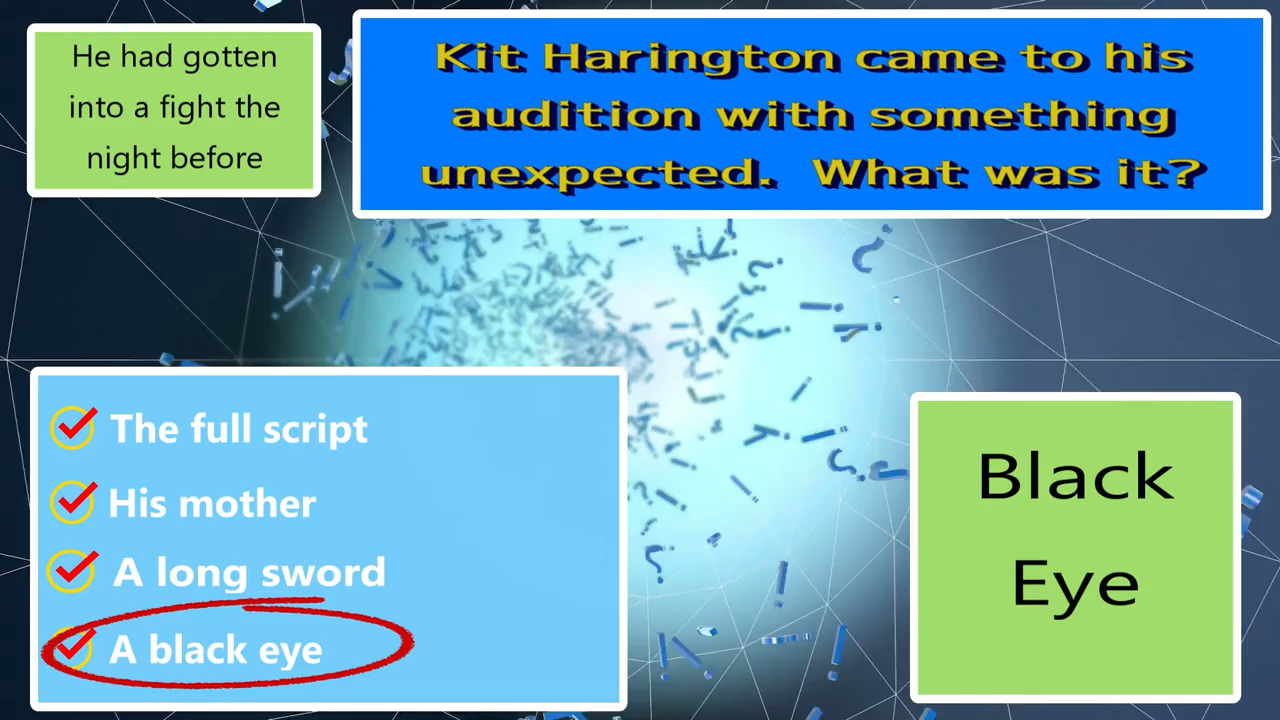 He had gotten
into a fight the
night before
Kit Harington came to his
audition with something
unexpected.  What was it?
The full script
His mother
A long sword
A black eye
Black
Eye